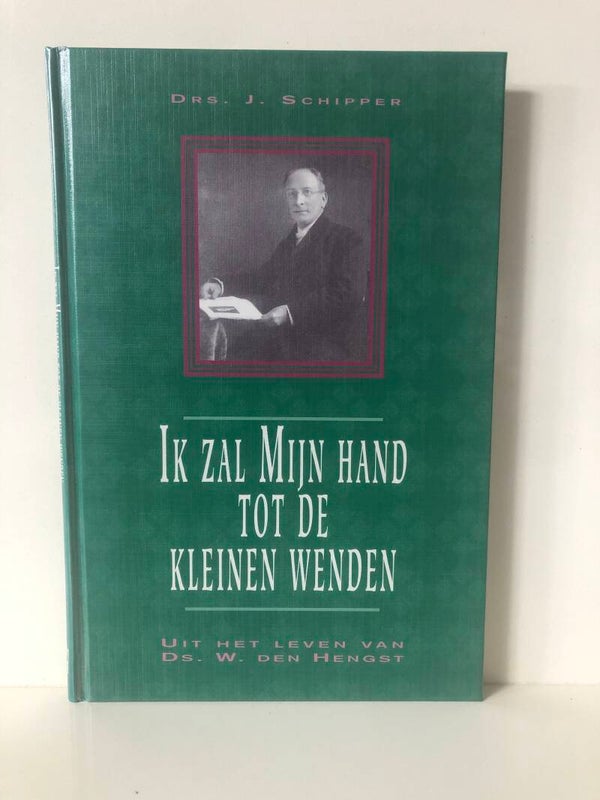 Drs. J. Schipper
Ik zal Mijn hand
tot de
kleinen wenden
Uit het leven van
Ds. W. den Hengst